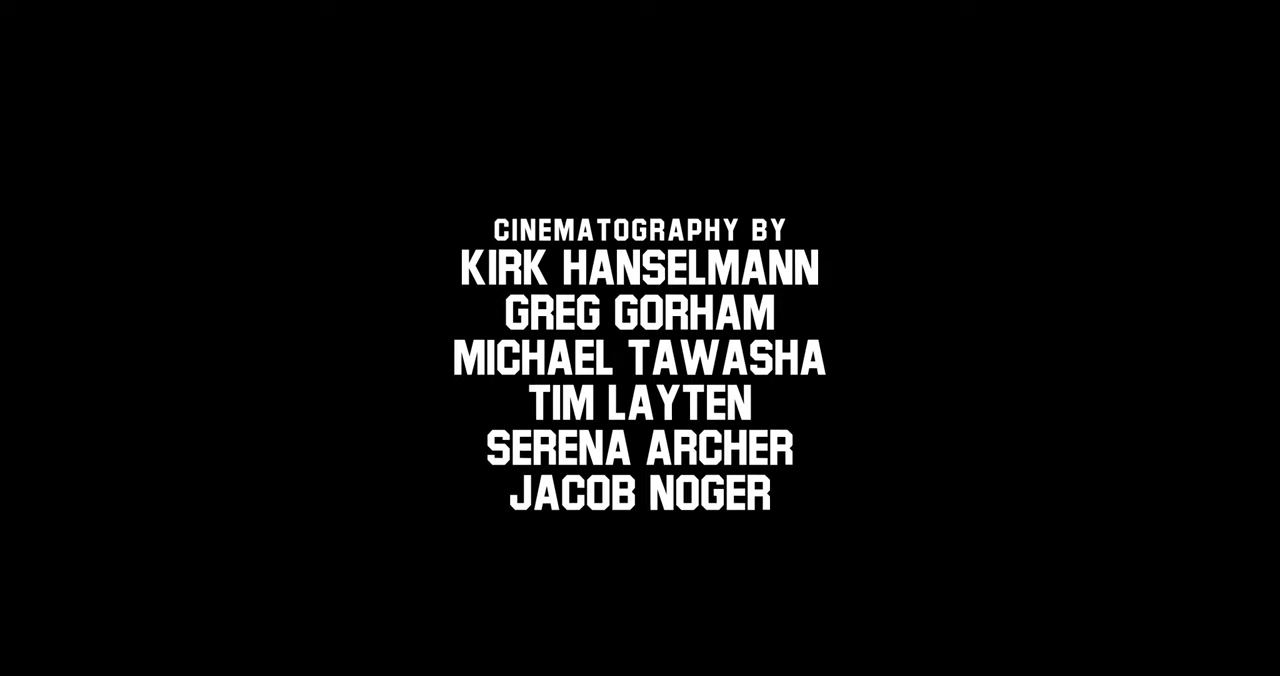 CINEMATOGRAPHY BY
KIRK HANSELMANN
GREG GORHAM
MICHAEL TAWASHA
TIM LAYTEN
SERENA ARCHER
JACOB NOGER